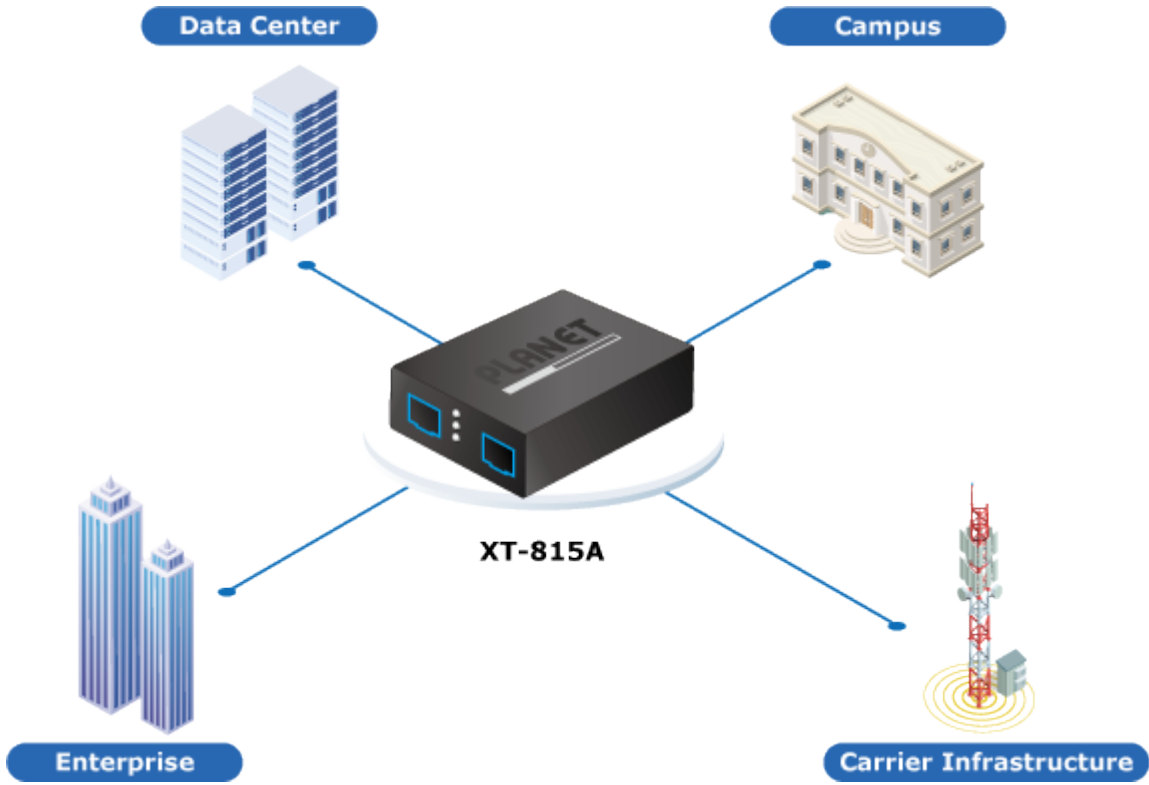 Data Center
Campus
PLANET
XT-815A
Enterprise
Carrier Infrastructure